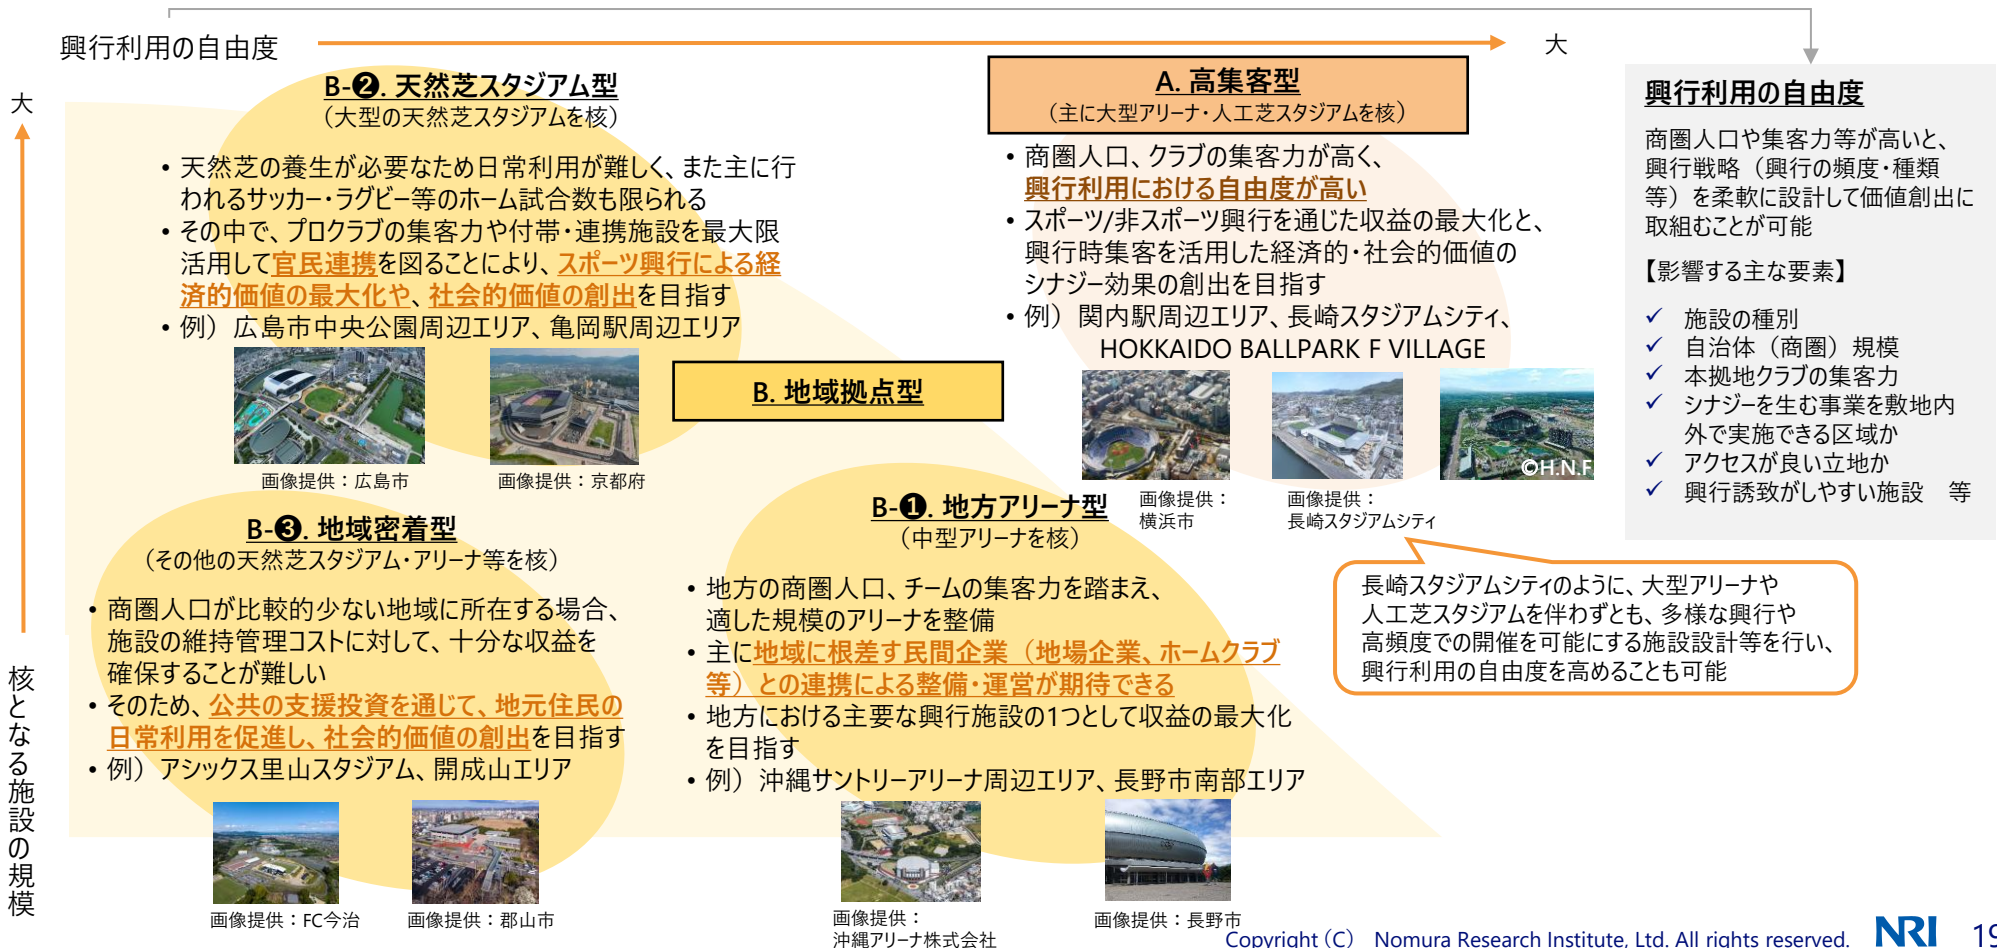 興行利用の自由度
大
大
核となる施設の規模
B-❷. 天然芝スタジアム型
（大型の天然芝スタジアムを核）
• 天然芝の養生が必要なため日常利用が難しく、また主に行
われるサッカー・ラグビー等のホーム試合数も限られる
• その中で、プロクラブの集客力や付帯・連携施設を最大限
活用して官民連携を図ることにより、スポーツ興行による経
済的価値の最大化や、社会的価値の創出を目指す
• 例）広島市中央公園周辺エリア、亀岡駅周辺エリア
画像提供：広島市
画像提供：京都府
A. 高集客型
（主に大型アリーナ・人工芝スタジアムを核）
• 商圏人口、クラブの集客力が高く、
興行利用における自由度が高い
• スポーツ/非スポーツ興行を通じた収益の最大化と、
興行時集客を活用した経済的・社会的価値の
シナジー効果の創出を目指す
• 例）関内駅周辺エリア、長崎スタジアムシティ、
HOKKAIDO BALLPARK F VILLAGE
©H.N.F.
画像提供：
横浜市
画像提供：
長崎スタジアムシティ
B. 地域拠点型
B-❸. 地域密着型
（その他の天然芝スタジアム・アリーナ等を核）
• 商圏人口が比較的少ない地域に所在する場合、
施設の維持管理コストに対して、十分な収益を
確保することが難しい
• そのため、公共の支援投資を通じて、地元住民の
日常利用を促進し、社会的価値の創出を目指す
• 例）アシックス里山スタジアム、開成山エリア
画像提供：FC今治
画像提供：郡山市
B-❶. 地方アリーナ型
（中型アリーナを核）
• 地方の商圏人口、チームの集客力を踏まえ、
適した規模のアリーナを整備
• 主に地域に根差す民間企業（地場企業、ホームクラブ
等）との連携による整備・運営が期待できる
• 地方における主要な興行施設の1つとして収益の最大化
を目指す
• 例）沖縄サントリーアリーナ周辺エリア、長野市南部エリア
画像提供：
沖縄アリーナ株式会社
画像提供：長野市
興行利用の自由度
商圏人口や集客力等が高いと、
興行戦略（興行の頻度・種類
等）を柔軟に設計して価値創出に
取組むことが可能
【影響する主な要素】
✓ 施設の種別
✓ 自治体（商圏）規模
✓ 本拠地クラブの集客力
✓ シナジーを生む事業を敷地内
外で実施できる区域か
✓ アクセスが良い立地か
✓ 興行誘致がしやすい施設　等
長崎スタジアムシティのように、大型アリーナや
人工芝スタジアムを伴わずとも、多様な興行や
高頻度での開催を可能にする施設設計等を行い、
興行利用の自由度を高めることも可能
Copyright（C） Nomura Research Institute, Ltd. All rights reserved.
NRI
19